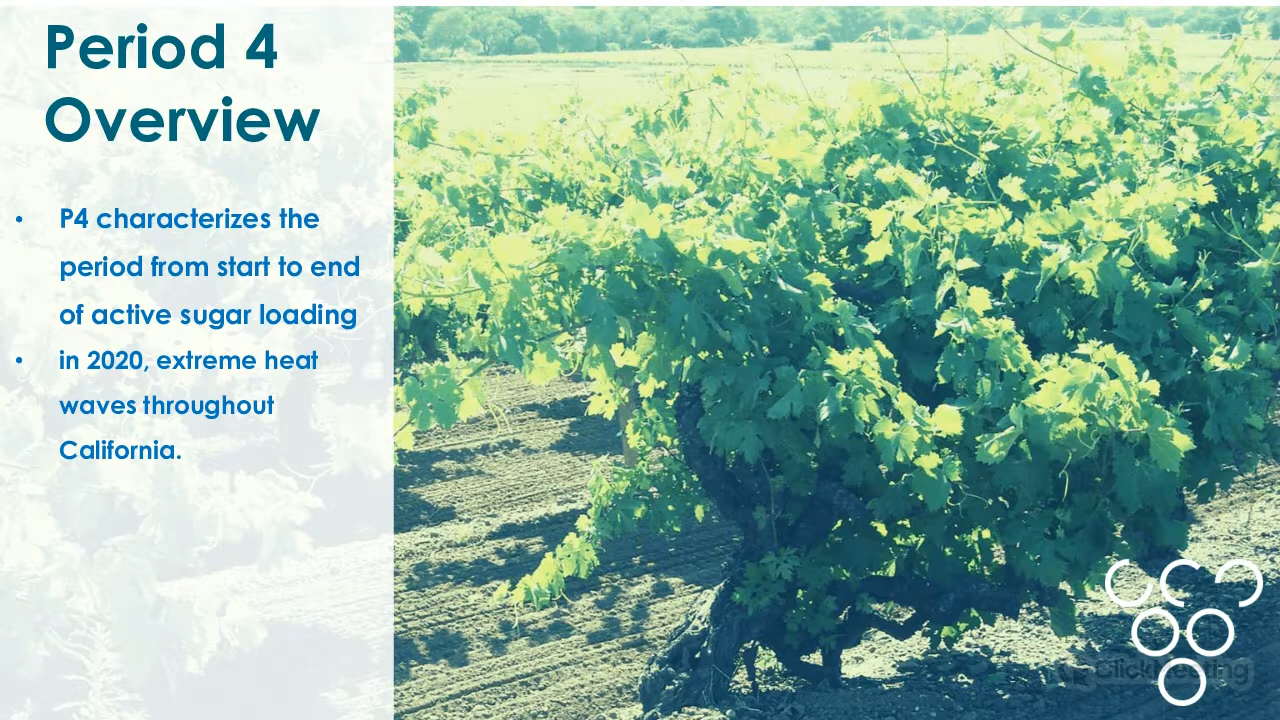 Period 4
Overview
• P4 characterizes the
period from start to end
of active sugar loading
• in 2020, extreme heat
waves throughout
California.
ClickMeeting